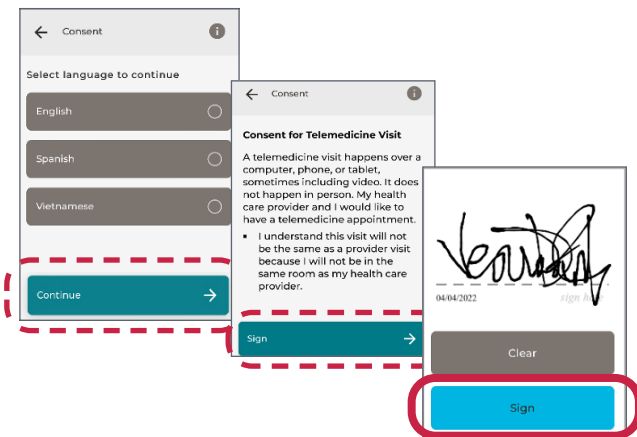 Consent
Select language to continue
English
Spanish
Vietnamese
Continue
Consent
Consent for Telemedicine Visit
A telemedicine visit happens over a
computer, phone, or tablet,
sometimes including video. It does
not happen in person. My health
care provider and I would like to
have a telemedicine appointment.
▪ I understand this visit will not
be the same as a provider visit
because I will not be in the
same room as my health care
provider.
Sign
04/04/2022 sign here
Clear
Sign